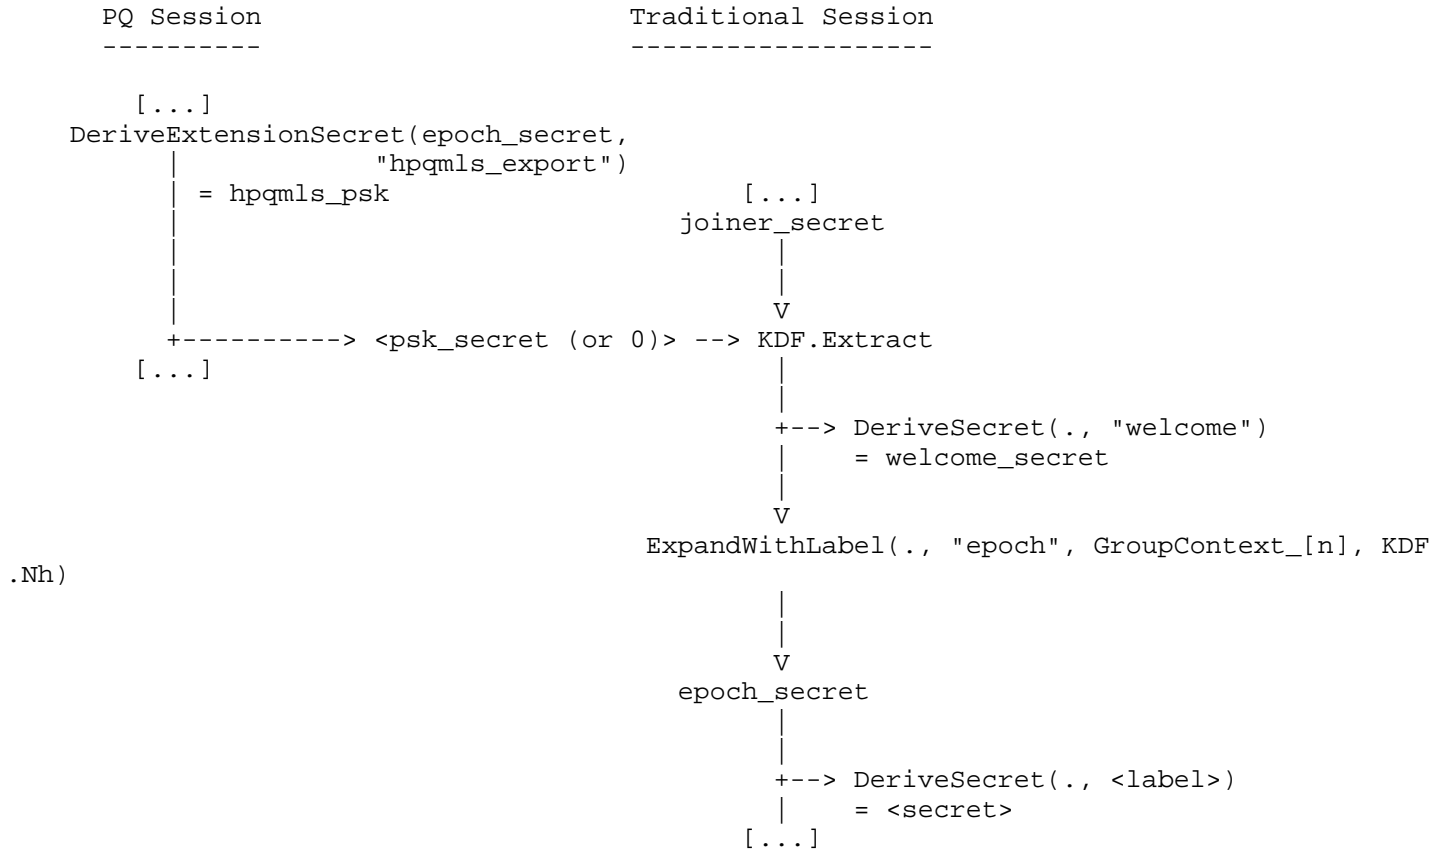 PQ Session                       Traditional Session
----------                       -------------------
[...]
DeriveExtensionSecret(epoch_secret,
"hpqmls_export")
= hpqmls_psk                      [...]
joiner_secret
|
|
V
+----------> <psk_secret (or 0)> --> KDF.Extract
[...]
|
+--> DeriveSecret(., "welcome")
|    = welcome_secret
|
V
ExpandWithLabel(., "epoch", GroupContext_[n], KDF
.Nh)
|
|
V
epoch_secret
|
|
+--> DeriveSecret(., <label>)
|    = <secret>
[...]